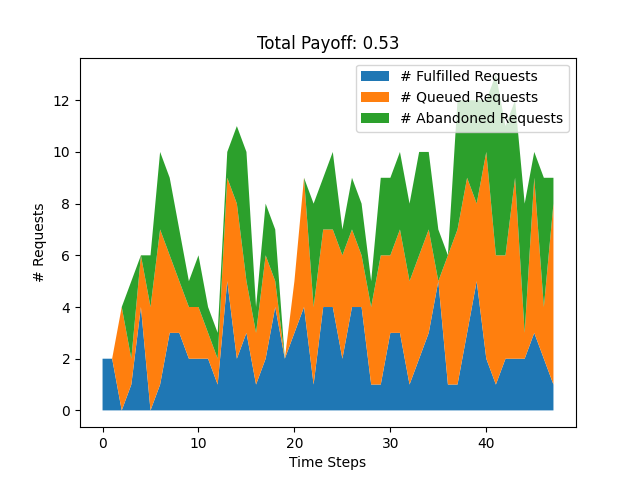 Total Payoff: 0.53
# Fulfilled Requests
# Queued Requests
# Abandoned Requests
# Requests
12
10
8
6
4
2
0
0
10
20
30
40
Time Steps